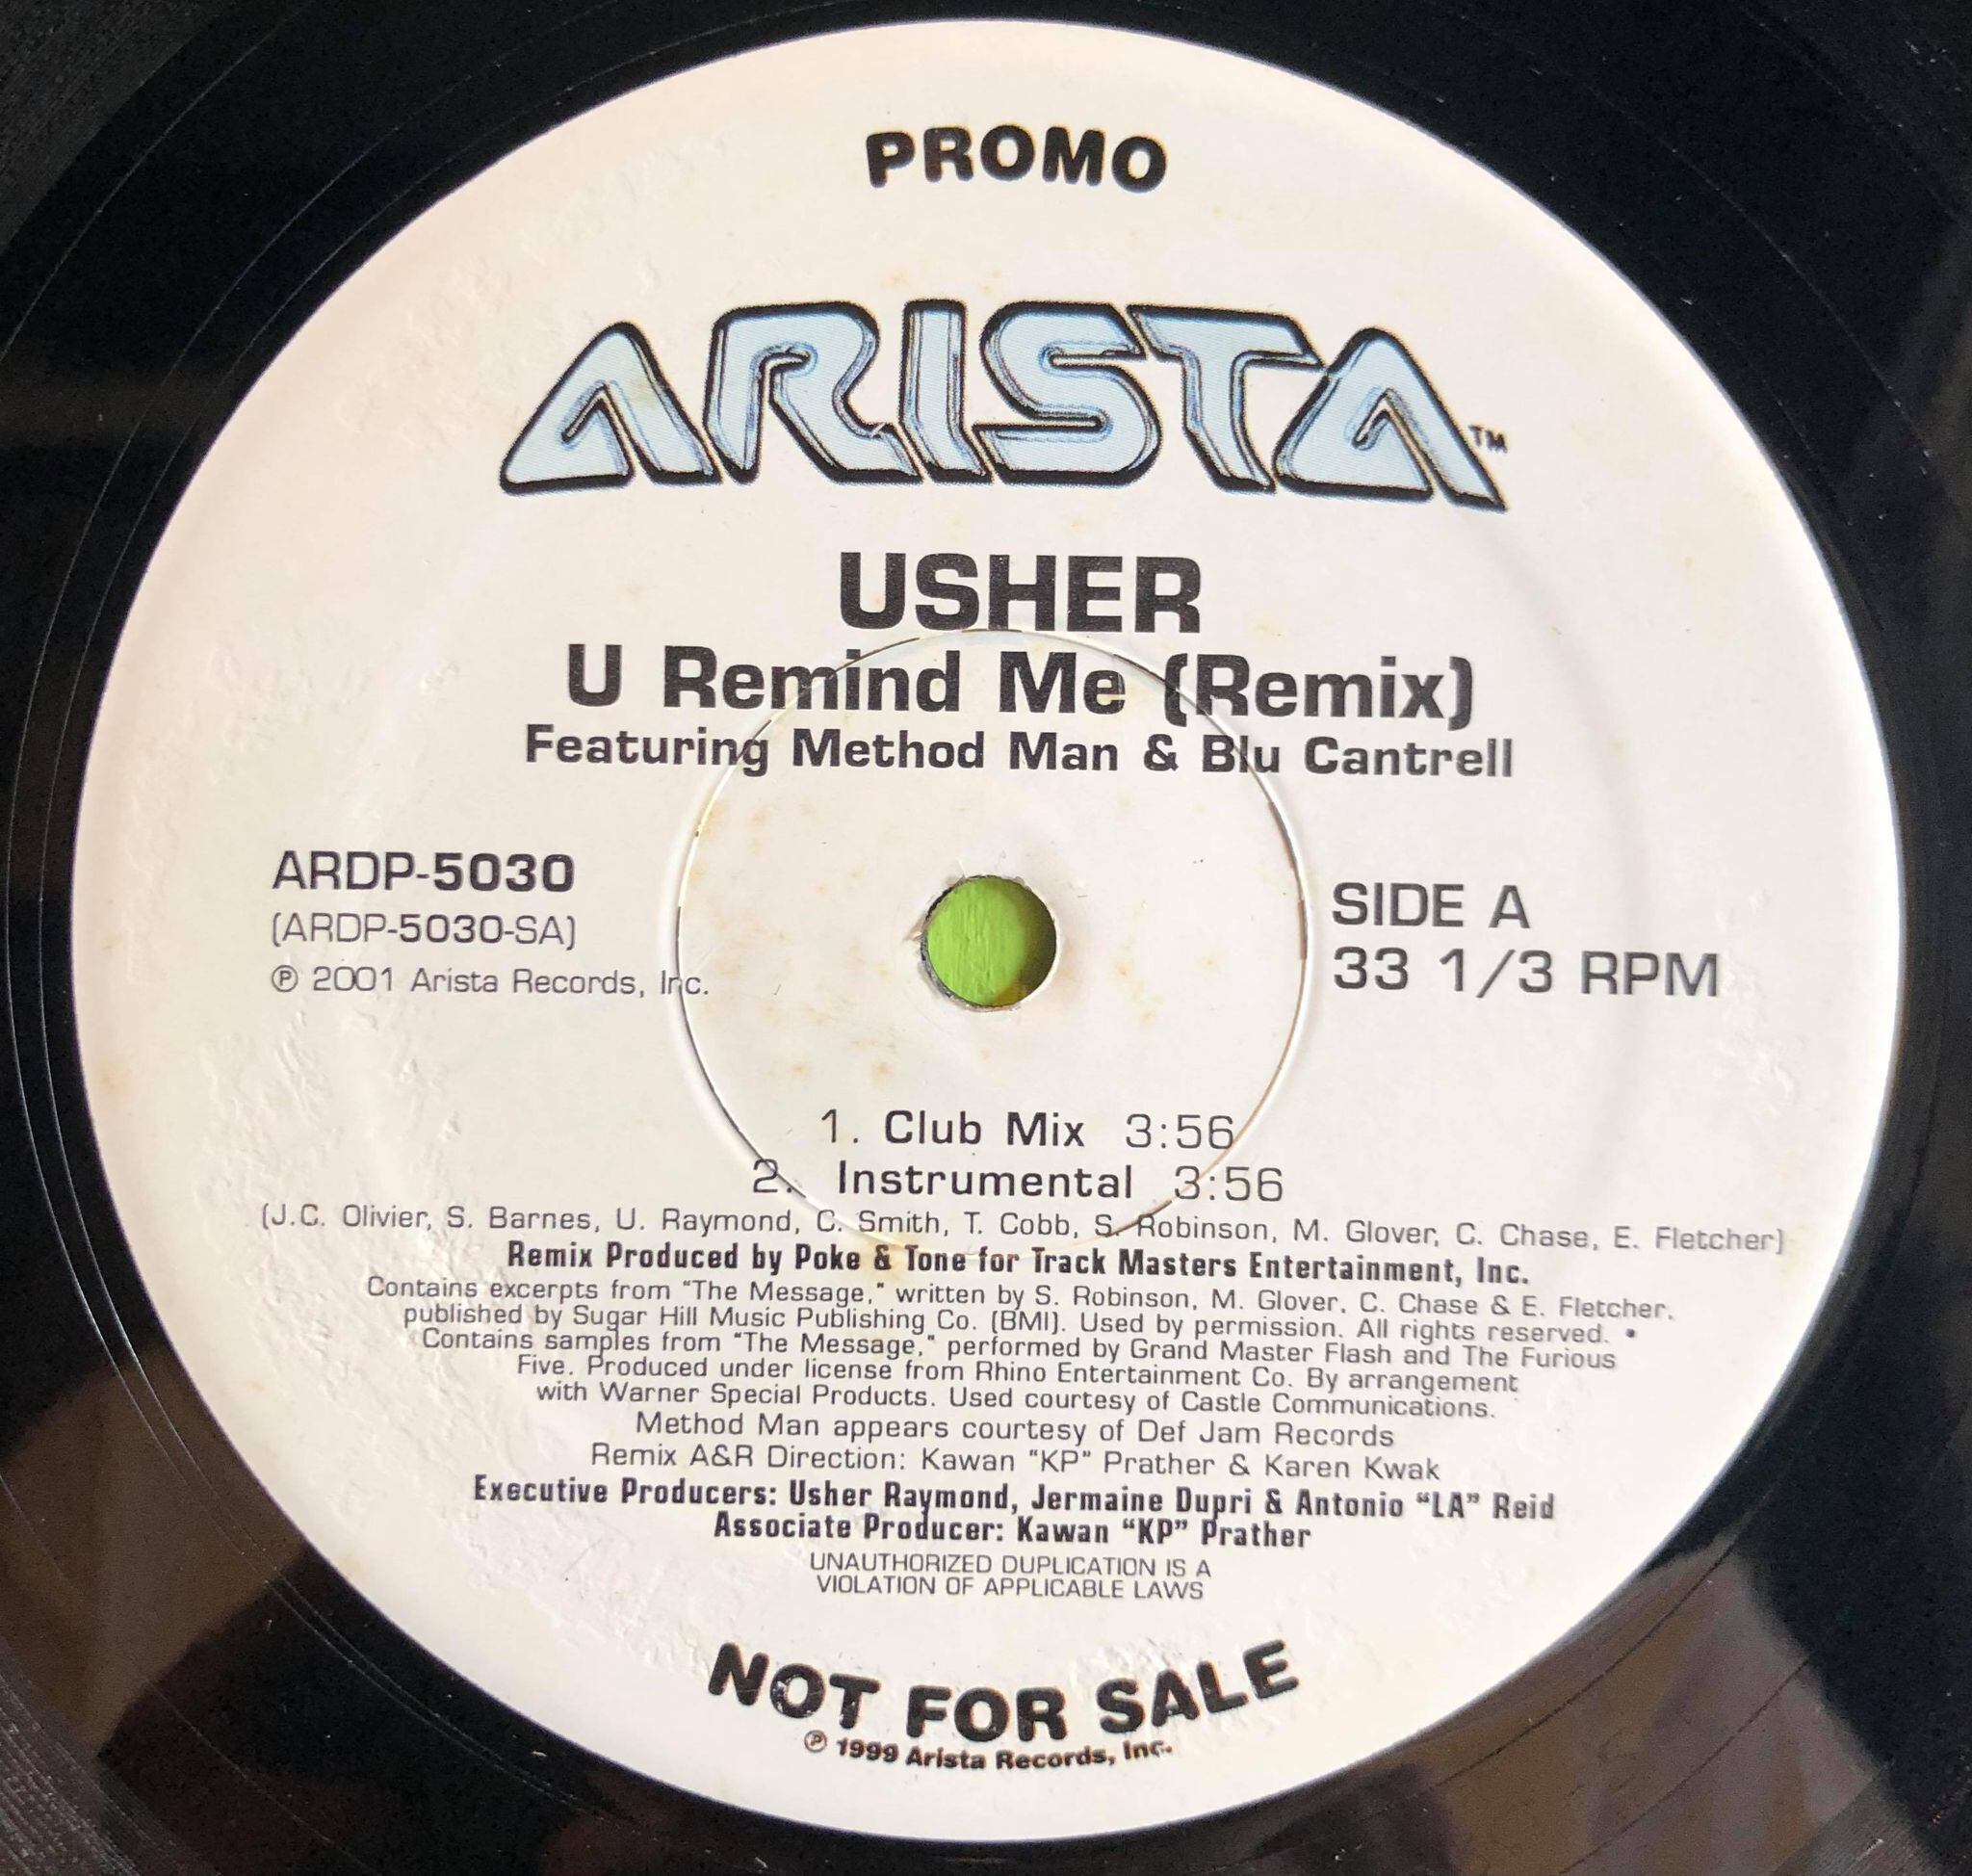 PROMO
ARISTA™
USHER
U Remind Me (Remix)
Featuring Method Man & Blu Cantrell
ARDP-5030
(ARDP-5030-SA)
℗ 2001 Arista Records, Inc.
SIDE A
33 1/3 RPM
1. Club Mix 3:56
2. Instrumental 3:56
(J.C. Olivier, S. Barnes, U. Raymond, C. Smith, T. Cobb, S. Robinson, M. Glover, C. Chase, E. Fletcher)
Remix Produced by Poke & Tone for Track Masters Entertainment, Inc.
Contains excerpts from "The Message," written by S. Robinson, M. Glover, C. Chase & E. Fletcher,
published by Sugar Hill Music Publishing Co. (BMI). Used by permission. All rights reserved. •
Contains samples from "The Message," performed by Grand Master Flash and The Furious
Five. Produced under license from Rhino Entertainment Co. By arrangement
with Warner Special Products. Used courtesy of Castle Communications.
Method Man appears courtesy of Def Jam Records
Remix A&R Direction: Kawan "KP" Prather & Karen Kwak
Executive Producers: Usher Raymond, Jermaine Dupri & Antonio "LA" Reid
Associate Producer: Kawan "KP" Prather
UNAUTHORIZED DUPLICATION IS A
VIOLATION OF APPLICABLE LAWS
NOT FOR SALE
℗ 1999 Arista Records, Inc.